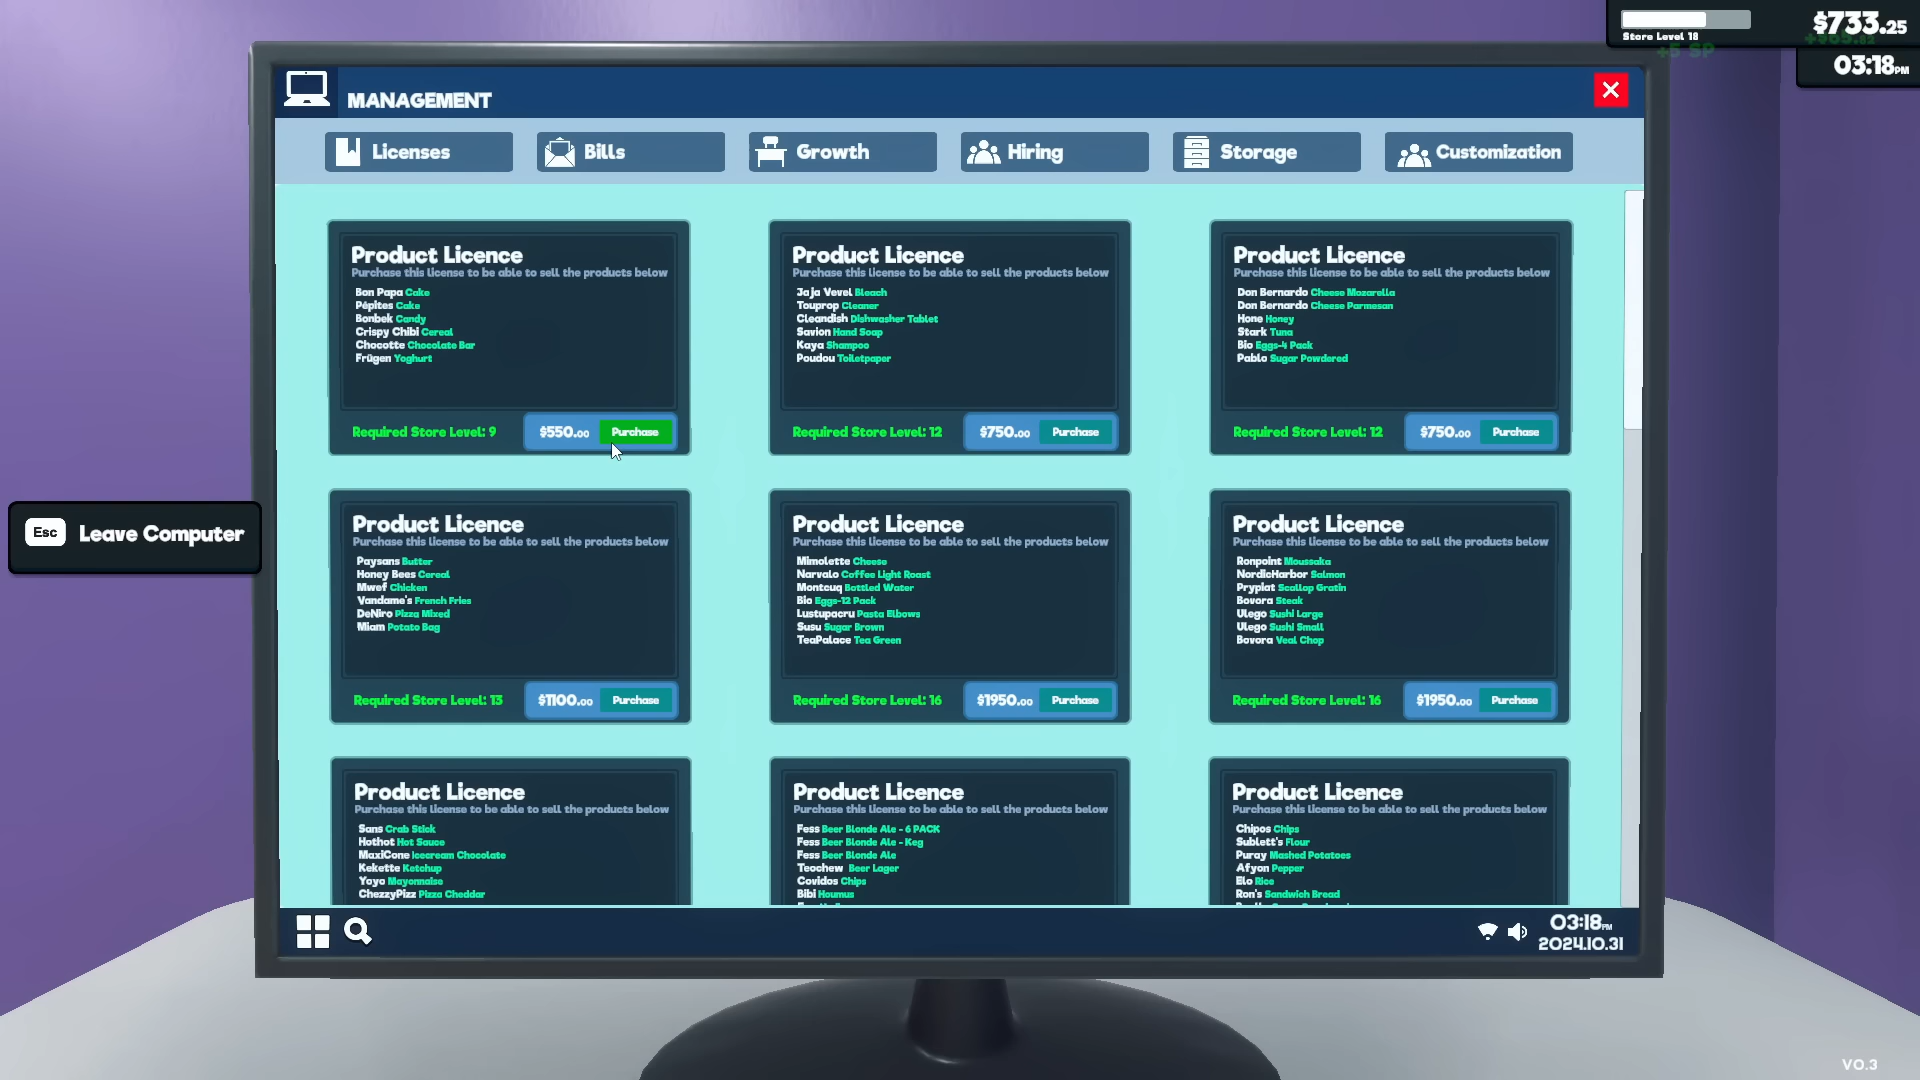 $733.25
Store Level 18
+5 SP
03:18PM
MANAGEMENT
Licenses
Bills
Growth
Hiring
Storage
Customization
Product Licence
Purchase this license to be able to sell the products below
Bon Papa Cake
Pépites Cake
Bonbek Candy
Crispy Chibi Cereal
Chocotte Chocolate Bar
Frügen Yoghurt
Required Store Level: 9
$550.00
Purchase
Product Licence
Purchase this license to be able to sell the products below
Jaja Vevel Bleach
Touprop Cleaner
Cleandish Dishwasher Tablet
Savion Hand Soap
Kaya Shampoo
Poudou Toiletpaper
Required Store Level: 12
$750.00
Purchase
Product Licence
Purchase this license to be able to sell the products below
Don Bernardo Cheese Mozarella
Don Bernardo Cheese Parmesan
Hone Honey
Stark Tuna
Bio Eggs-4 Pack
Pablo Sugar Powdered
Required Store Level: 12
$750.00
Purchase
Esc
Leave Computer
Product Licence
Purchase this license to be able to sell the products below
Paysans Butter
Honey Bees Cereal
Mwef Chicken
Vandame's French Fries
DeNiro Pizza Mixed
Miam Potato Bag
Required Store Level: 13
$1100.00
Purchase
Product Licence
Purchase this license to be able to sell the products below
Mimolette Cheese
Narvalo Coffee Light Roast
Montcuq Bottled Water
Bio Eggs-12 Pack
Lustupacru Pasta Elbows
Susu Sugar Brown
TeaPalace Tea Green
Required Store Level: 16
$1950.00
Purchase
Product Licence
Purchase this license to be able to sell the products below
Ronpoint Moussaka
NordicHarbor Salmon
Prypiat Scallop Gratin
Bovora Steak
Ulego Sushi Large
Ulego Sushi Small
Bovora Veal Chop
Required Store Level: 16
$1950.00
Purchase
Product Licence
Purchase this license to be able to sell the products below
Sans Crab Stick
Hothot Hot Sauce
MaxiCone Icecream Chocolate
Kekette Ketchup
Yoyo Mayonnaise
ChezzyPizz Pizza Cheddar
Product Licence
Purchase this license to be able to sell the products below
Fess Beer Blonde Ale - 6 PACK
Fess Beer Blonde Ale - Keg
Fess Beer Blonde Ale
Teochew Beer Lager
Covidos Chips
Bibi Houmus
Product Licence
Purchase this license to be able to sell the products below
Chipos Chips
Sublett's Flour
Puray Mashed Potatoes
Afyon Pepper
Elo Rice
Ron's Sandwich Bread
03:18PM
2024.10.31
V0.3